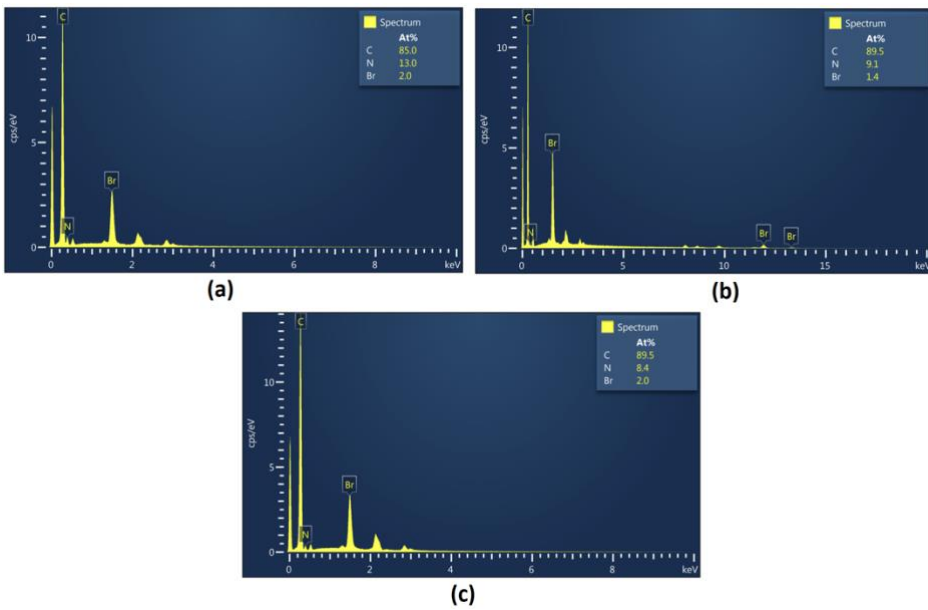 C
Spectrum
At%
C 85.0
N 13.0
Br 2.0
10
cps/eV
5
Br
N
0
0 2 4 6 8 keV
(a)
C
Spectrum
At%
C 89.5
N 9.1
Br 1.4
10
cps/eV
5
Br
N
Br
Br
0
0 5 10 15 keV
(b)
C
Spectrum
At%
C 89.5
N 8.4
Br 2.0
10
cps/eV
5
Br
N
0
0 2 4 6 8 keV
(c)